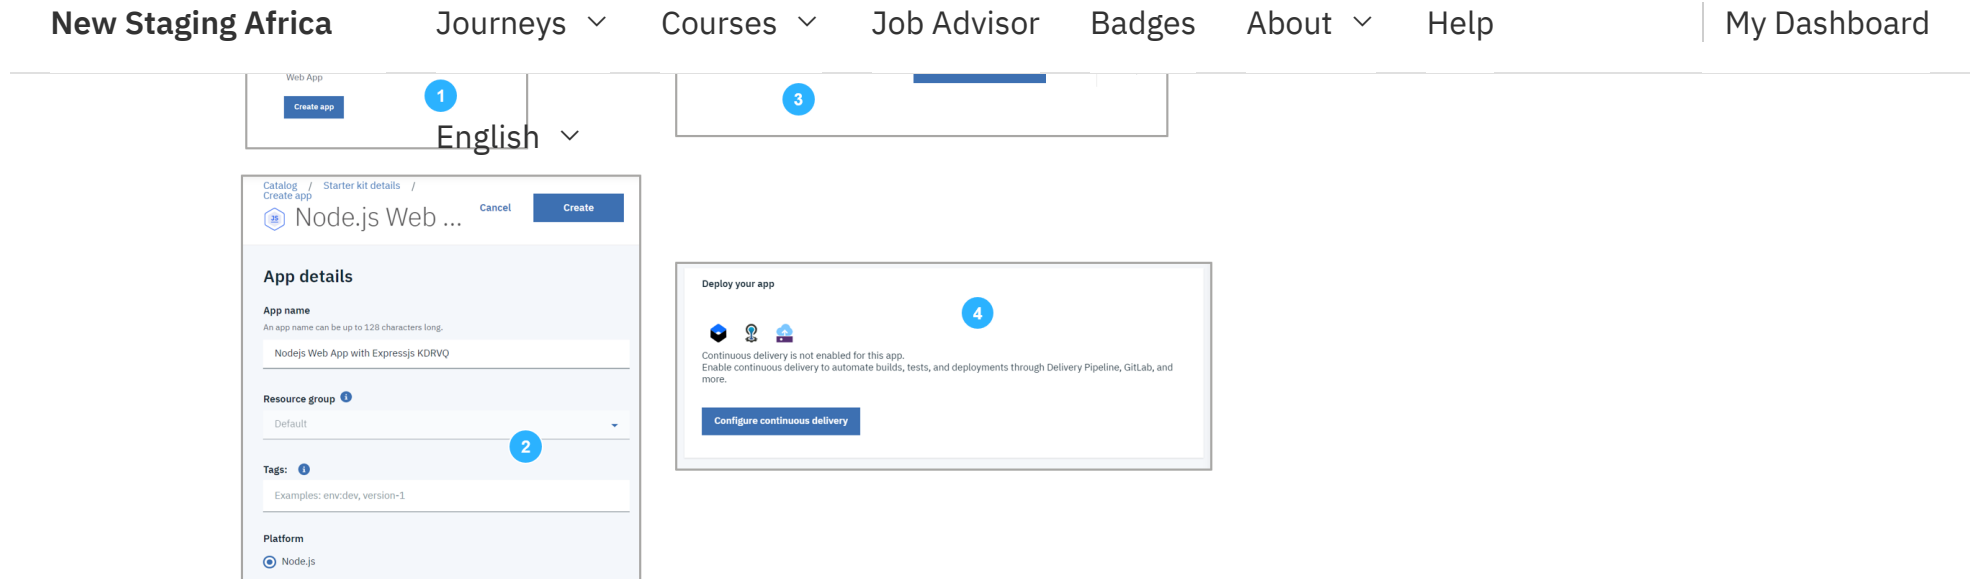 New Staging Africa
Journeys
Courses
Job Advisor
Badges
About
Help
My Dashboard
Web App
1
Create app
3
English
Catalog / Starter kit details /
Create app
JS
Node.js Web ...
Cancel
Create
App details
App name
An app name can be up to 128 characters long.
Nodejs Web App with Expressjs KDRVQ
Resource group
Default
2
Tags:
Examples: env:dev, version-1
Platform
Node.js
Deploy your app
4
Continuous delivery is not enabled for this app.
Enable continuous delivery to automate builds, tests, and deployments through Delivery Pipeline, GitLab, and
more.
Configure continuous delivery